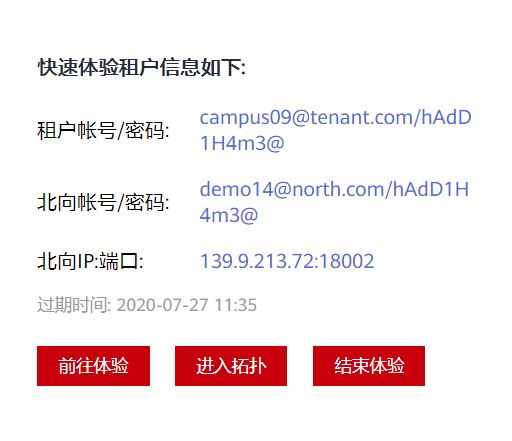 快速体验租户信息如下:
租户帐号/密码: campus09@tenant.com/hAdD
1H4m3@
北向帐号/密码: demo14@north.com/hAdD1H
4m3@
北向IP:端口: 139.9.213.72:18002
过期时间: 2020-07-27 11:35
前往体验 进入拓扑 结束体验